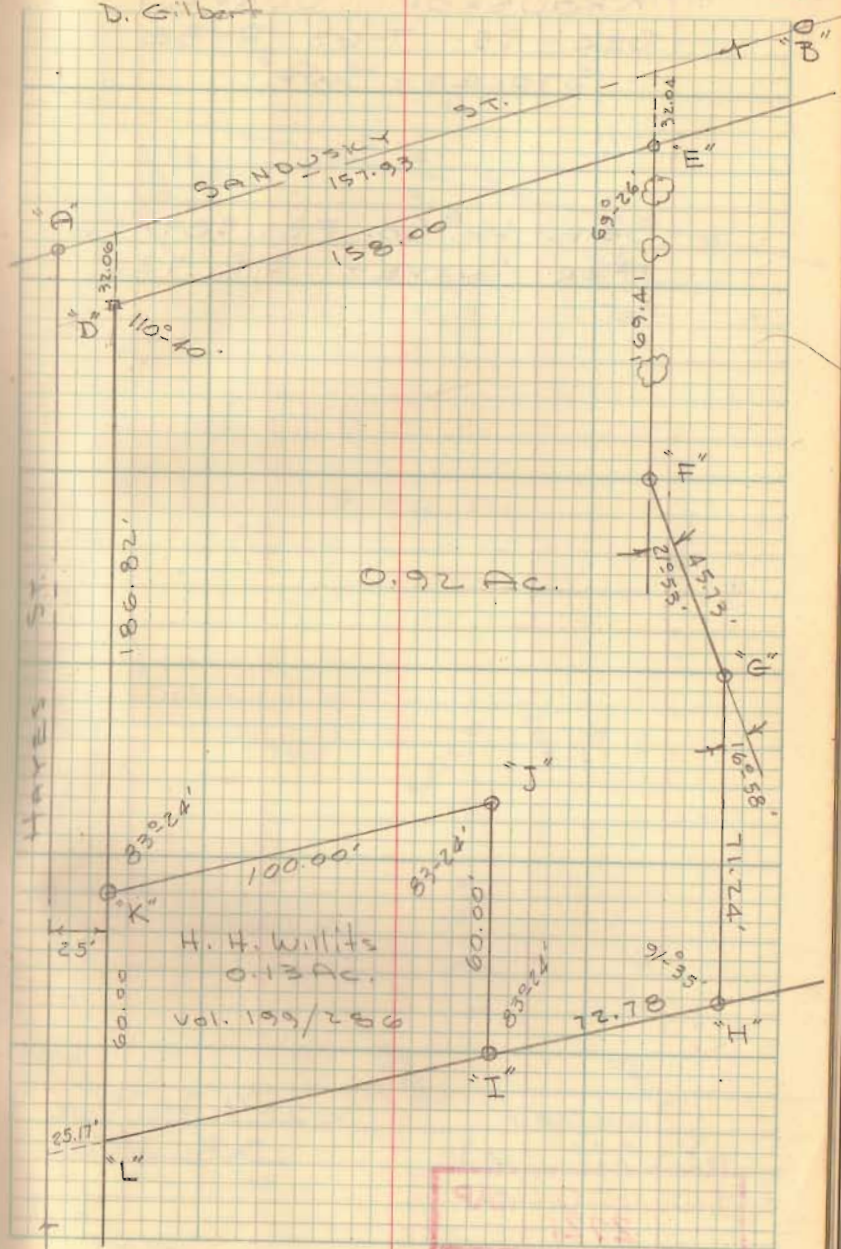 D. Gilbert
SANDUSKY ST.
157.93
158.00
"D"
32.06
"D"
110°-40'
32.04
"E"
69°-26'
169.41
"H"
21°-53'
45.73'
"G"
16°-58'
71.24'
91°-35'
"I"
72.78
HAYES ST.
186.82'
0.92 Ac.
83°-24'
"K"
100.00'
"J"
83-24'
60.00'
83°-24'
"I"
25'
H. H. Willits
0.13 Ac.
Vol. 199/286
60.00
25.17'
"L"